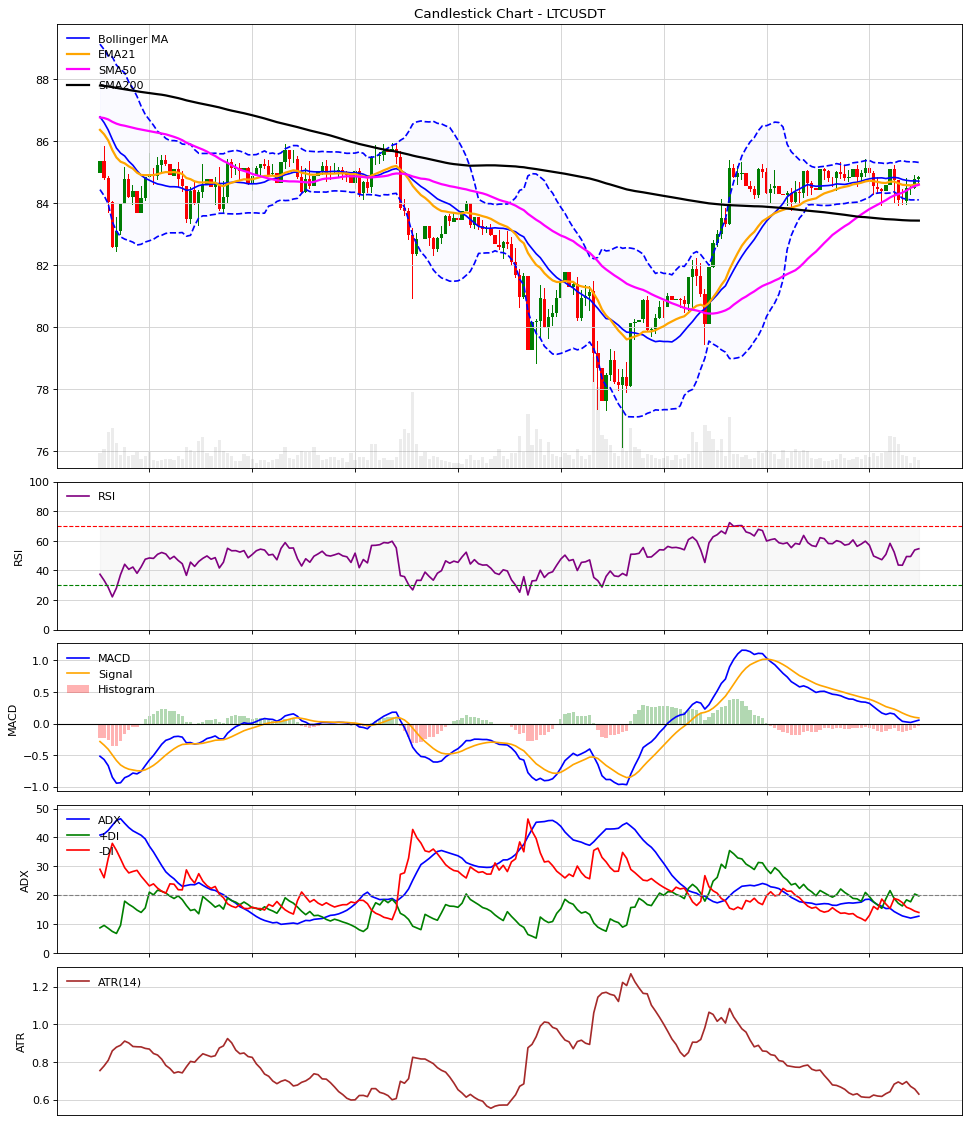 Candlestick Chart - LTCUSDT
Bollinger MA
EMA21
SMA50
SMA200
88
86
84
82
80
78
76
RSI
RSI
100
80
60
40
20
0
MACD
MACD
Signal
Histogram
1.0
0.5
0.0
−0.5
−1.0
ADX
ADX
+DI
-DI
50
40
30
20
10
0
ATR
ATR(14)
1.2
1.0
0.8
0.6